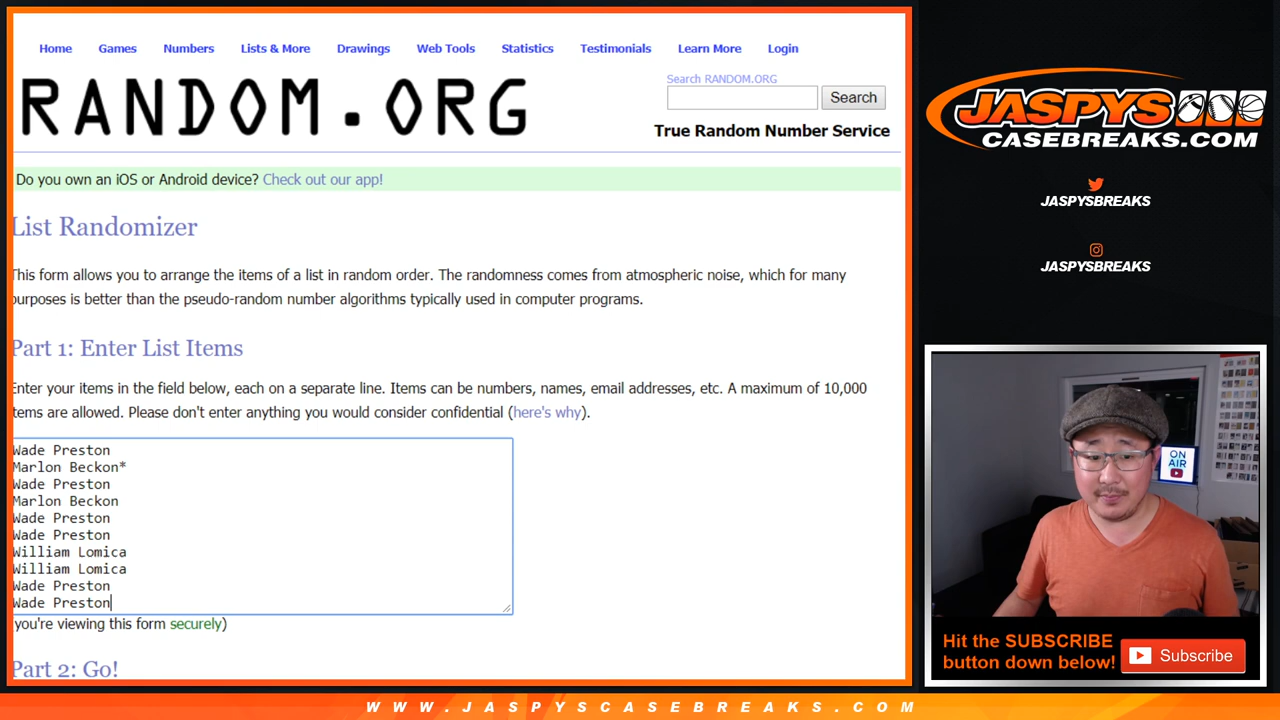 Home Games Numbers Lists & More Drawings Web Tools Statistics Testimonials Learn More Login
RANDOM.ORG
Search RANDOM.ORG
Search
True Random Number Service
Do you own an iOS or Android device? Check out our app!
List Randomizer
This form allows you to arrange the items of a list in random order. The randomness comes from atmospheric noise, which for many
purposes is better than the pseudo-random number algorithms typically used in computer programs.
Part 1: Enter List Items
Enter your items in the field below, each on a separate line. Items can be numbers, names, email addresses, etc. A maximum of 10,000
items are allowed. Please don't enter anything you would consider confidential (here's why).
Wade Preston
Marlon Beckon*
Wade Preston
Marlon Beckon
Wade Preston
Wade Preston
William Lomica
William Lomica
Wade Preston
Wade Preston
you're viewing this form securely)
Part 2: Go!
JASPYS
CASEBREAKS.COM
JASPYSBREAKS
JASPYSBREAKS
ON
AIR
Hit the SUBSCRIBE
button down below!
Subscribe
WWW.JASPYSCASEBREAKS.COM